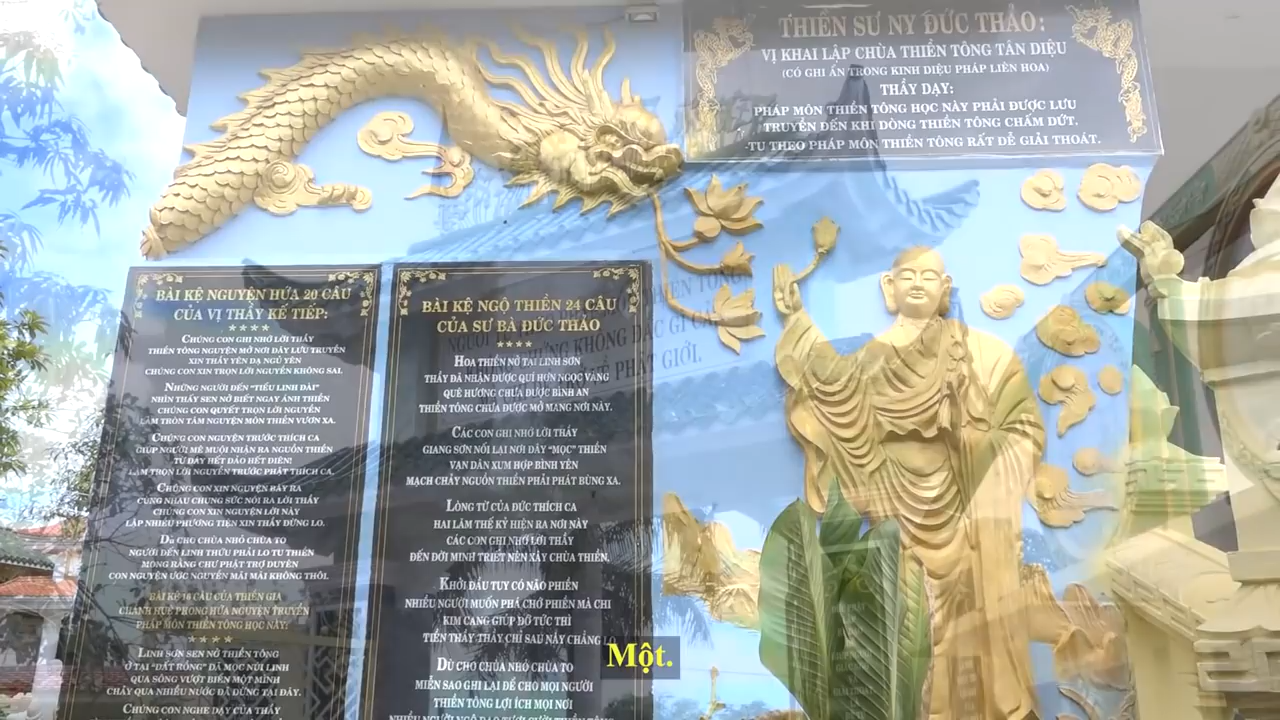 THIỀN SƯ NY ĐỨC THẢO:
VỊ KHAI LẬP CHÙA THIỀN TÔNG TÂN DIỆU
(CÓ GHI ẨN TRONG KINH DIỆU PHÁP LIÊN HOA)
THẦY DẠY:
PHÁP MÔN THIỀN TÔNG HỌC NÀY PHẢI ĐƯỢC LƯU
TRUYỀN ĐẾN KHI DÒNG THIỀN TÔNG CHẤM DỨT.
-TU THEO PHÁP MÔN THIỀN TÔNG RẤT DỄ GIẢI THOÁT.
BÀI KỆ NGUYỆN HỨA 20 CÂU
CỦA VỊ THẦY KẾ TIẾP:
CHÚNG CON GHI NHỚ LỜI THẦY
THIỀN TÔNG NGUYỆN MỞ NƠI ĐÂY LƯU TRUYỀN
XIN THẦY YÊN DẠ NGỦ YÊN
CHÚNG CON XIN TRỌN LỜI NGUYỀN KHÔNG SAI.
NHỮNG NGƯỜI ĐẾN "TIỂU LINH ĐÀI"
NHÌN THẤY SEN NỞ BIẾT NGAY ÁNH THIỀN
CHÚNG CON QUYẾT TRỌN LỜI NGUYỀN
LÀM TRÒN TÂM NGUYỆN MÔN THIỀN VƯƠN XA.
CHÚNG CON NGUYỆN TRƯỚC THÍCH CA
GIÚP NGƯỜI MÊ MUỘI NHẬN RA NGUỒN THIỀN
TỪ ĐÂY HẾT ĐẢO HẾT ĐIÊN!
LÀM TRỌN LỜI NGUYỀN TRƯỚC PHẬT THÍCH CA.
CHÚNG CON XIN NGUYỆN BÀY RA
CÙNG NHAU CHUNG SỨC NÓI RA LỜI THẦY
CHÚNG CON XIN NGUYỆN LỜI NÀY
LẬP NHIỀU PHƯƠNG TIỆN XIN THẦY ĐỪNG LO.
DÙ CHO CHÙA NHỎ CHÙA TO
NGƯỜI ĐẾN LINH THỨU PHẢI LO TU THIỀN
MONG RẰNG CHƯ PHẬT TRỢ DUYÊN
CON NGUYỆN ƯỚC NGUYỀN MÃI MÃI KHÔNG THÔI.
BÀI KỆ 16 CÂU CỦA THIỀN GIA
CHÁNH HUỆ PHONG HỨA NGUYỆN TRUYỀN
PHÁP MÔN THIỀN TÔNG HỌC NÀY:
LINH SƠN SEN NỞ THIỀN TÔNG
Ở TẠI "ĐẤT RỒNG" ĐÃ MỌC NÚI LINH
QUA SÔNG VƯỢT BIỂN MỘT MÌNH
CHẢY QUA NHIỀU NƯỚC ĐÃ DỪNG TẠI ĐÂY.
CHÚNG CON NGHE DẠY CỦA THẦY
BÀI KỆ NGỘ THIỀN 24 CÂU
CỦA SƯ BÀ ĐỨC THẢO
HOA THIỀN NỞ TẠI LINH SƠN
THẦY ĐÃ NHẬN ĐƯỢC QUÍ HƠN NGỌC VÀNG
QUÊ HƯƠNG CHƯA ĐƯỢC BÌNH AN
THIỀN TÔNG CHƯA ĐƯỢC MỞ MANG NƠI NÀY.
CÁC CON GHI NHỚ LỜI THẦY
GIANG SƠN NỐI LẠI NƠI ĐÂY "MỌC" THIỀN
VẠN DÂN XUM HỢP BÌNH YÊN
MẠCH CHẢY NGUỒN THIỀN PHẢI PHÁT BÙNG XA.
LÒNG TỪ CỦA ĐỨC THÍCH CA
HAI LĂM THẾ KỶ HIỆN RA NƠI NÀY
CÁC CON GHI NHỚ LỜI THẦY
ĐẾN ĐỜI MINH TRIẾT NÊN XÂY CHÙA THIỀN.
KHỞI ĐẦU TUY CÓ NÃO PHIỀN
NHIỀU NGƯỜI MUỐN PHÁ CHỚ PHIỀN MÀ CHI
KIM CANG GIÚP ĐỠ TỨC THÌ
TIỀN THẤY THẤY CHỈ SAU NÀY CHẲNG LO.
DÙ CHO CHÙA NHỎ CHÙA TO
MIỄN SAO GHI LẠI ĐỂ CHO MỌI NGƯỜI
THIỀN TÔNG LỢI ÍCH MỌI NƠI
Một.